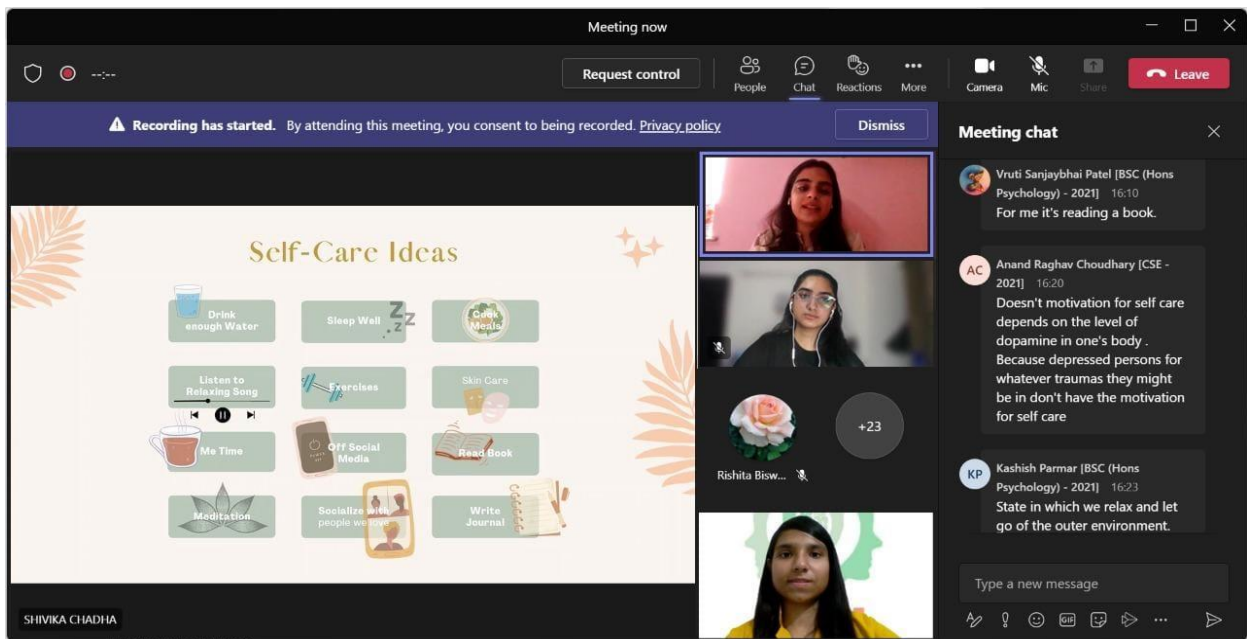 Meeting now
--:--
Request control
People
Chat
Reactions
More
Camera
Mic
Share
Leave
Recording has started. By attending this meeting, you consent to being recorded. Privacy policy
Dismiss
Self-Care Ideas
Drink
enough Water
Sleep Well
Z Z
. Z
Cook
Meals
Listen to
Relaxing Song
Exercises
Skin Care
Me Time
Off Social
Media
Read Book
Meditation
Socialize with
people we love
Write
Journal
SHIVIKA CHADHA
+23
Rishita Bisw...
Meeting chat
Vruti Sanjaybhai Patel [BSC (Hons
Psychology) - 2021] 16:10
For me it's reading a book.
AC
Anand Raghav Choudhary [CSE -
2021] 16:20
Doesn't motivation for self care
depends on the level of
dopamine in one's body .
Because depressed persons for
whatever traumas they might
be in don't have the motivation
for self care
KP
Kashish Parmar [BSC (Hons
Psychology) - 2021] 16:23
State in which we relax and let
go of the outer environment.
Type a new message
GIF